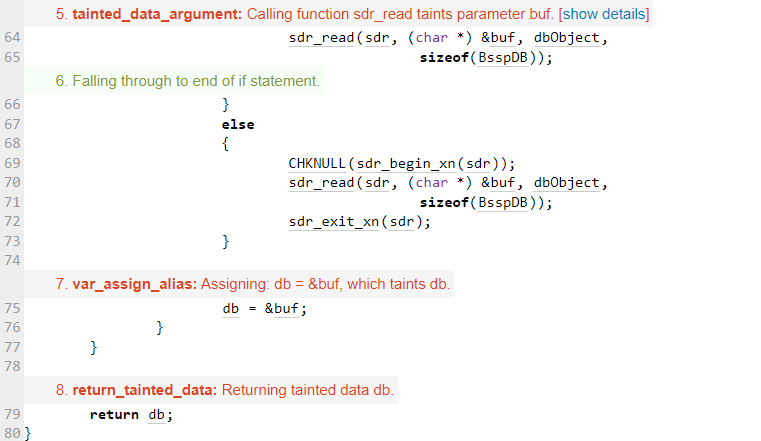 5. tainted_data_argument: Calling function sdr_read taints parameter buf. [show details]
64 sdr_read(sdr, (char *) &buf, dbObject,
65 sizeof(BsspDB));
6. Falling through to end of if statement.
66 }
67 else
68 {
69 CHKNULL(sdr_begin_xn(sdr));
70 sdr_read(sdr, (char *) &buf, dbObject,
71 sizeof(BsspDB));
72 sdr_exit_xn(sdr);
73 }
74
7. var_assign_alias: Assigning: db = &buf, which taints db.
75 db = &buf;
76 }
77 }
78
8. return_tainted_data: Returning tainted data db.
79 return db;
80 }